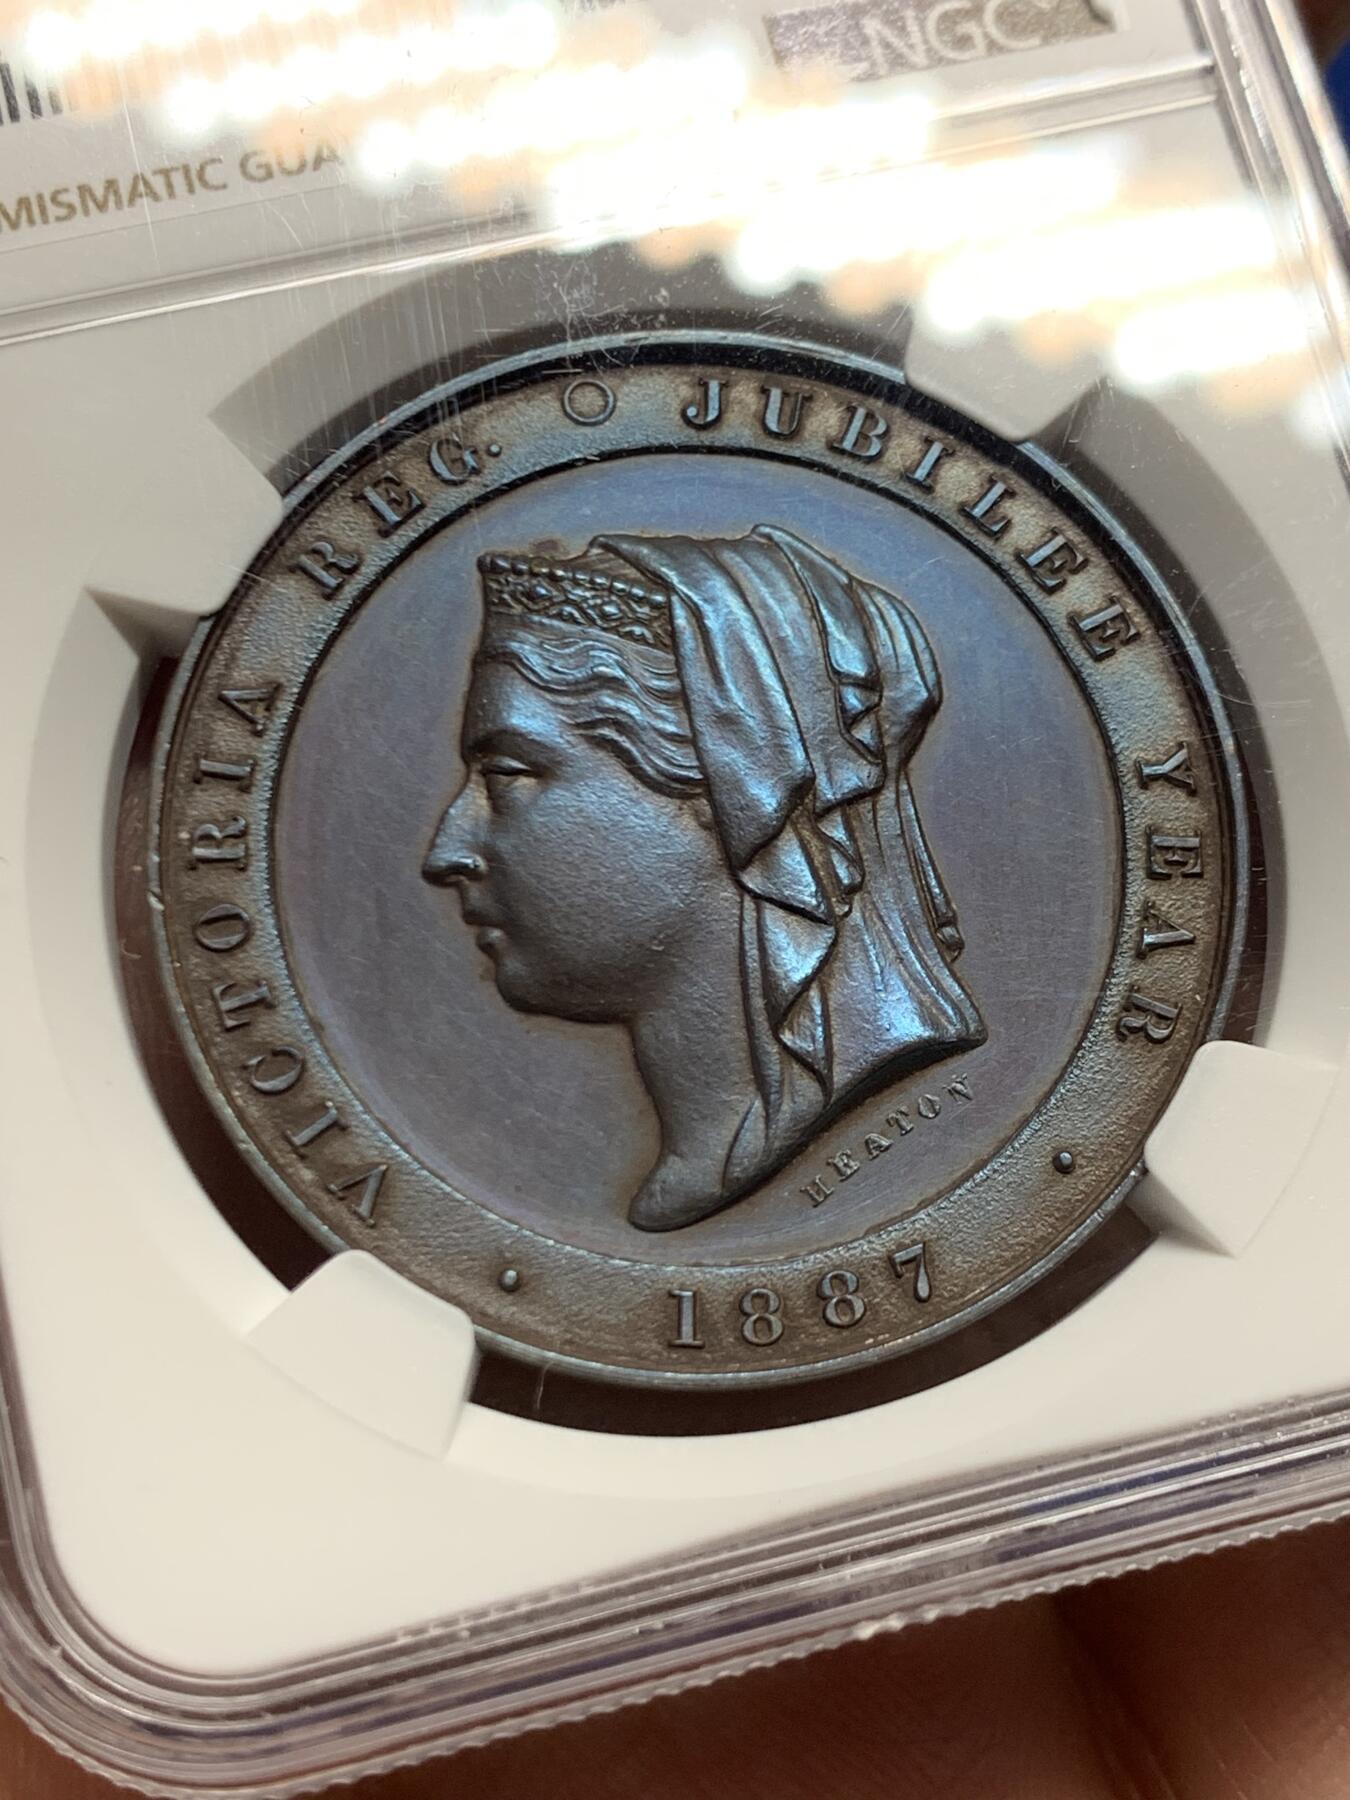 NGC
MISMATIC GUA
VICTORIA REG. O JUBILEE YEAR
· 1887 ·
HEATON